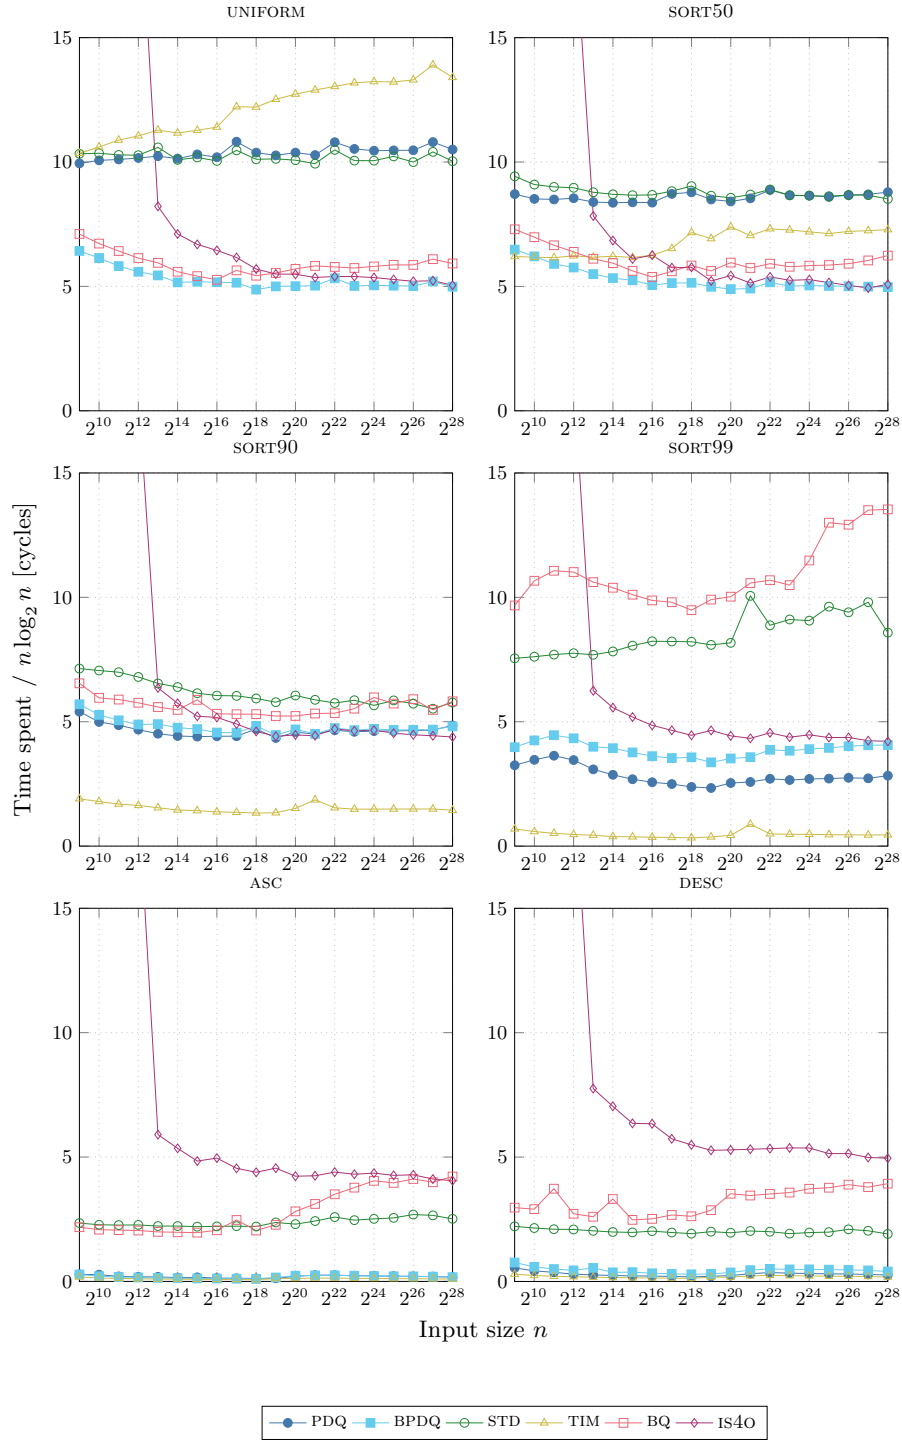 UNIFORM
SORT50
15
10
5
0
2^10 2^12 2^14 2^16 2^18 2^20 2^22 2^24 2^26 2^28
15
10
5
0
2^10 2^12 2^14 2^16 2^18 2^20 2^22 2^24 2^26 2^28
SORT90
SORT99
Time spent / n log₂ n [cycles]
15
10
5
0
2^10 2^12 2^14 2^16 2^18 2^20 2^22 2^24 2^26 2^28
15
10
5
0
2^10 2^12 2^14 2^16 2^18 2^20 2^22 2^24 2^26 2^28
ASC
DESC
15
10
5
0
2^10 2^12 2^14 2^16 2^18 2^20 2^22 2^24 2^26 2^28
15
10
5
0
2^10 2^12 2^14 2^16 2^18 2^20 2^22 2^24 2^26 2^28
Input size n
PDQ BPDQ STD TIM BQ IS4O